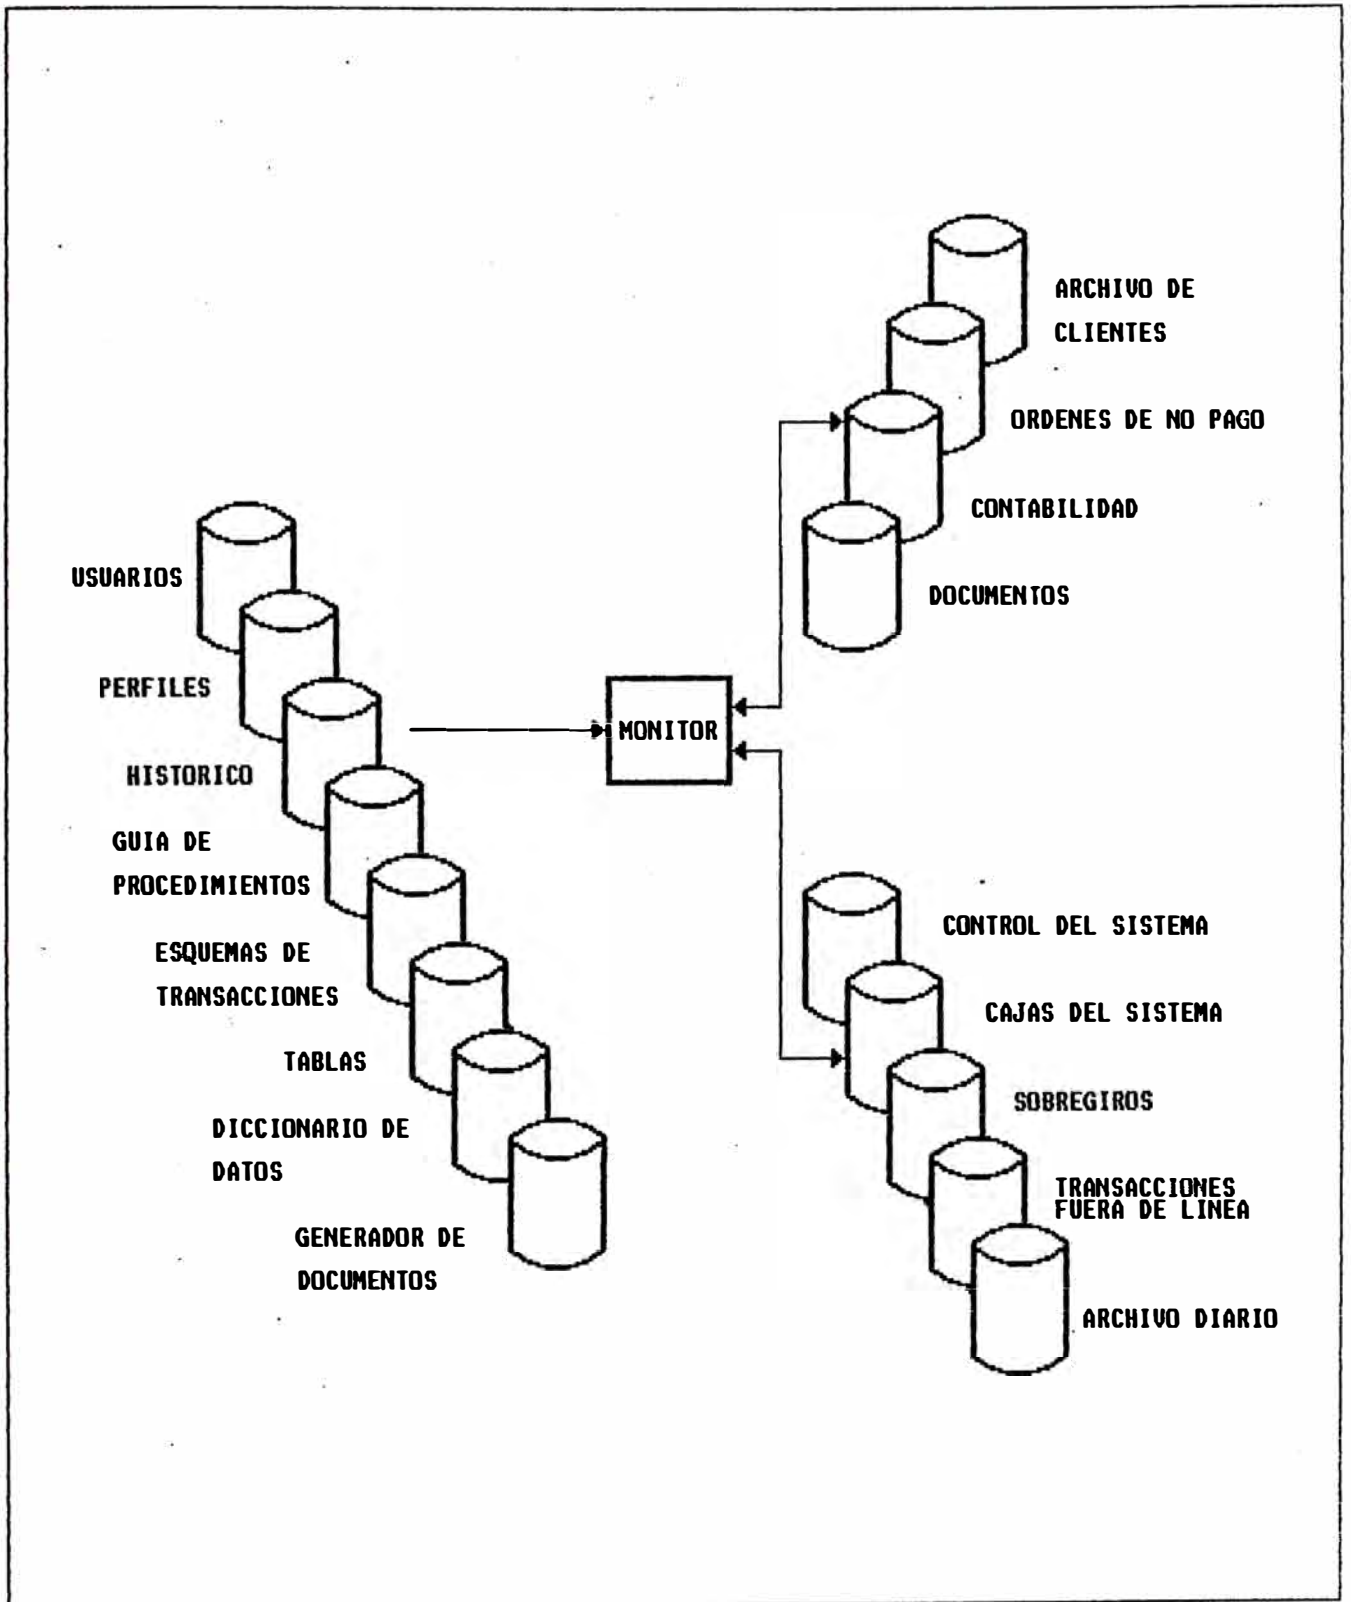 USUARIOS
PERFILES
HISTORICO
GUIA DE
PROCEDIMIENTOS
ESQUEMAS DE
TRANSACCIONES
TABLAS
DICCIONARIO DE
DATOS
GENERADOR DE
DOCUMENTOS
MONITOR
ARCHIVO DE
CLIENTES
ORDENES DE NO PAGO
CONTABILIDAD
DOCUMENTOS
CONTROL DEL SISTEMA
CAJAS DEL SISTEMA
SOBREGIROS
TRANSACCIONES
FUERA DE LINEA
ARCHIVO DIARIO